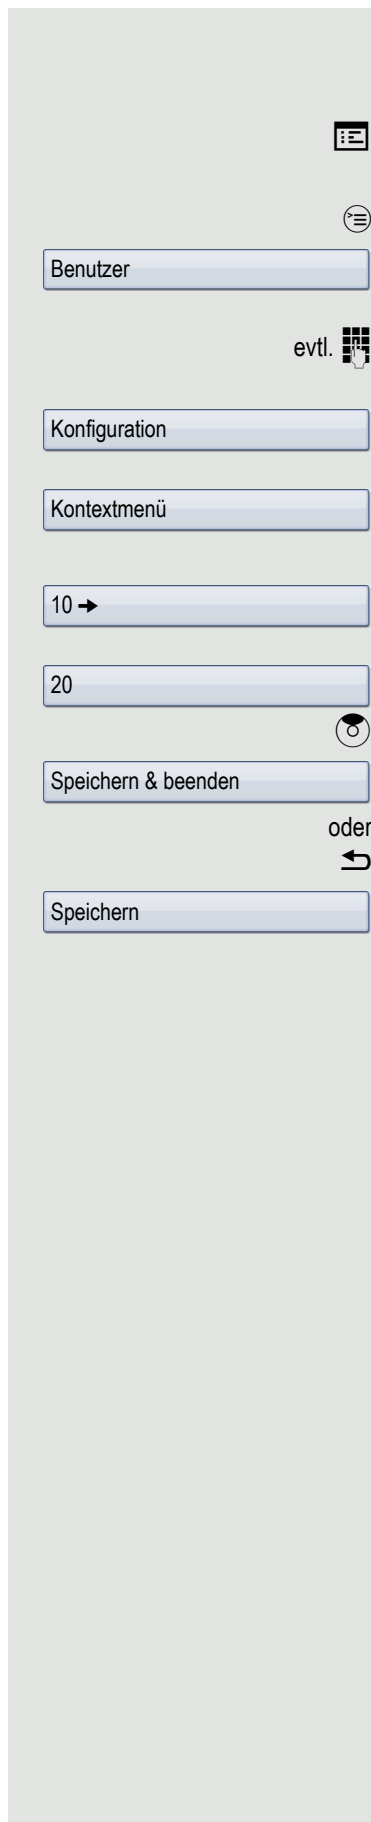 Benutzer
evtl.
Konfiguration
Kontextmenü
10 →
20
Speichern & beenden
oder
Speichern